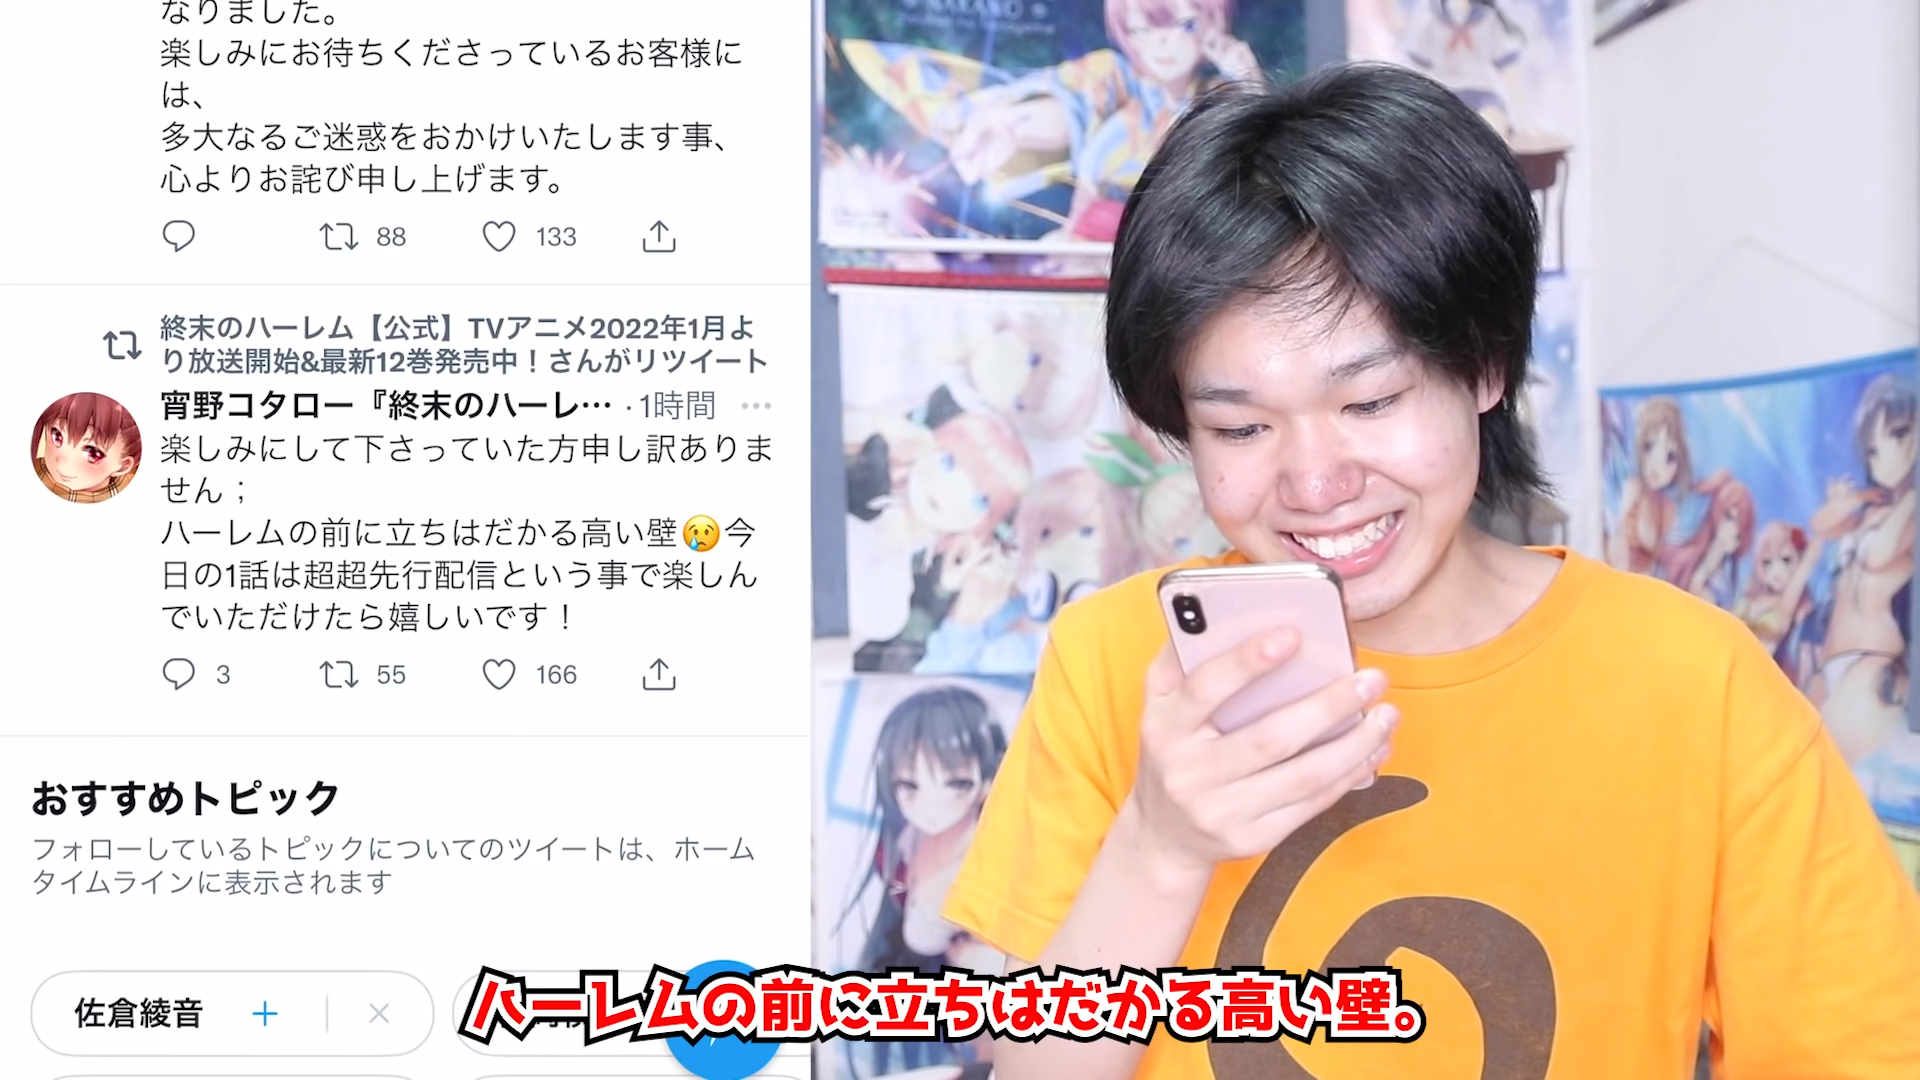 なりました。
楽しみにお待ちくださっているお客様に
は、
多大なるご迷惑をおかけいたします事、
心よりお詫び申し上げます。
88
133
終末のハーレム【公式】TVアニメ2022年1月よ
り放送開始&最新12巻発売中！さんがリツイート
宵野コタロー『終末のハーレ… · 1時間
楽しみにして下さっていた方申し訳ありま
せん；
ハーレムの前に立ちはだかる高い壁😢今
日の1話は超超先行配信という事で楽しん
でいただけたら嬉しいです！
3
55
166
おすすめトピック
フォローしているトピックについてのツイートは、ホーム
タイムラインに表示されます
佐倉綾音
ハーレムの前に立ちはだかる高い壁。